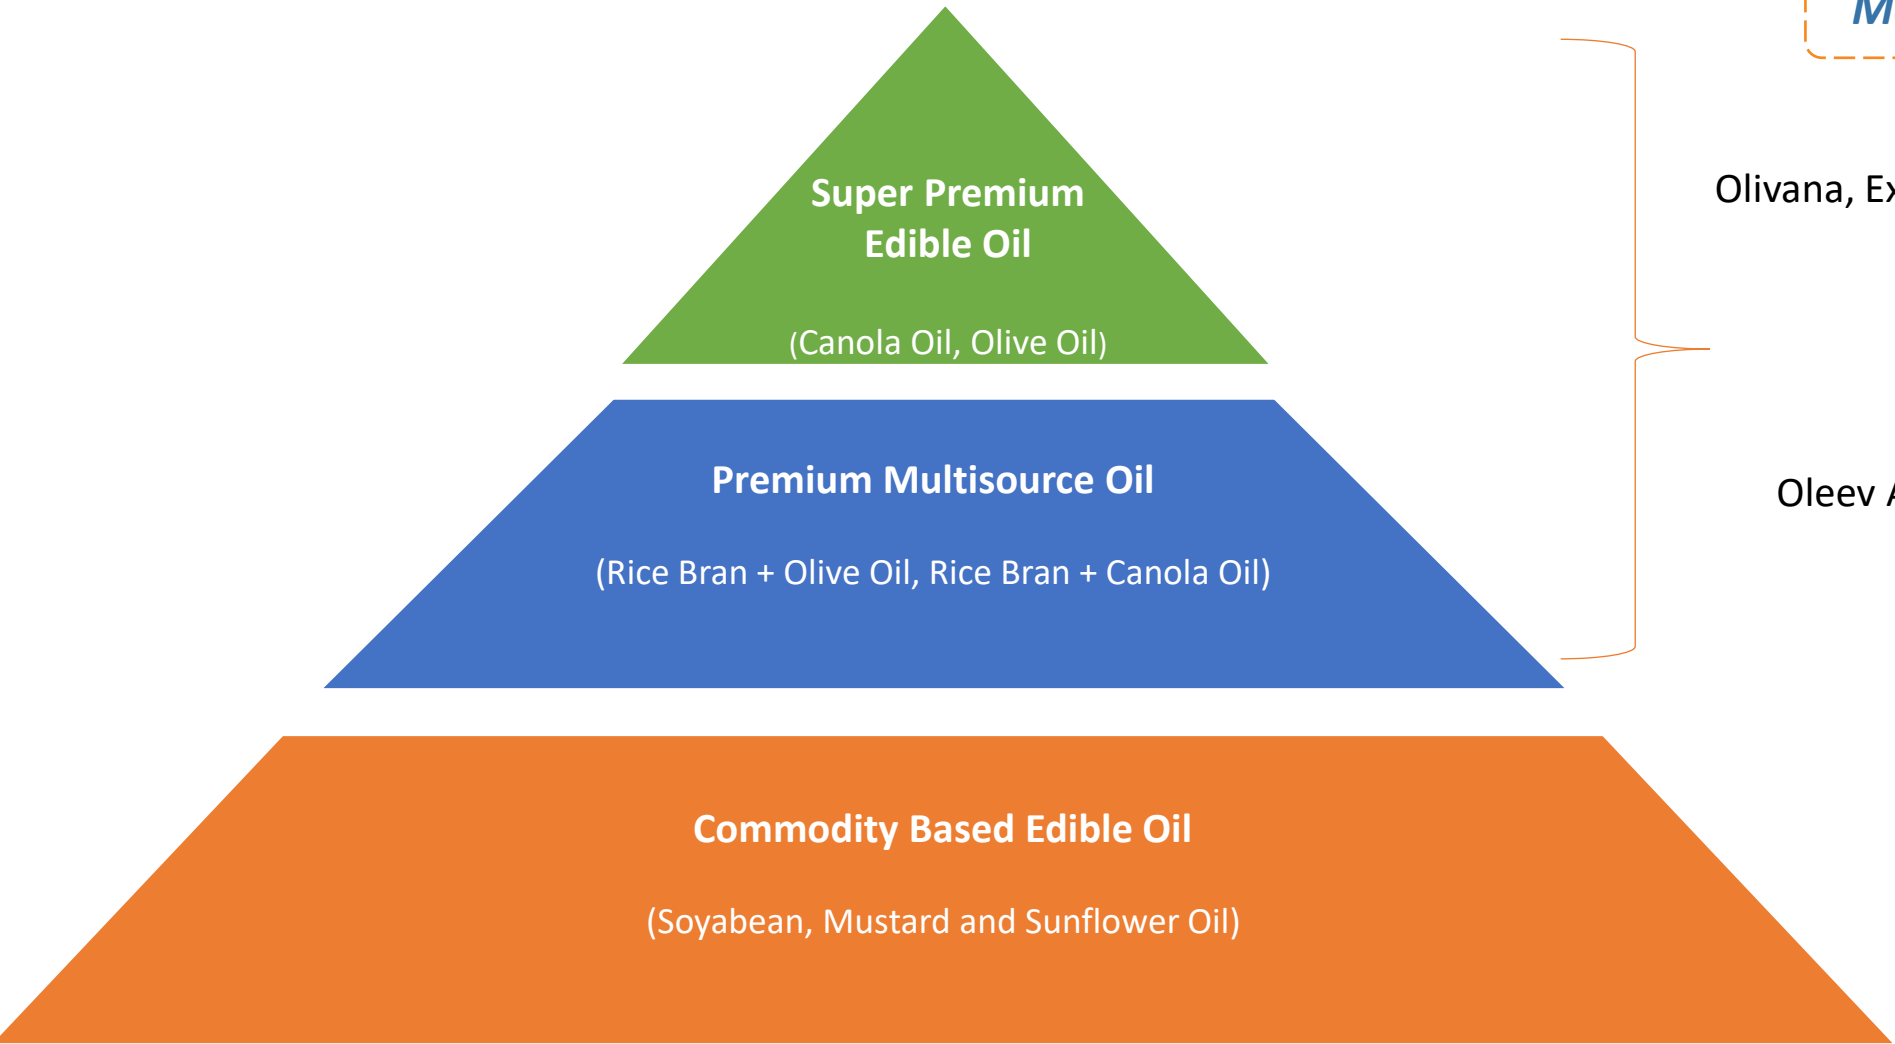 Super Premium
Edible Oil
(Canola Oil, Olive Oil)
Olivana,
Premium Multisource Oil
(Rice Bran + Olive Oil, Rice Bran + Canola Oil)
Oleev
Commodity Based Edible Oil
(Soyabean, Mustard and Sunflower Oil)